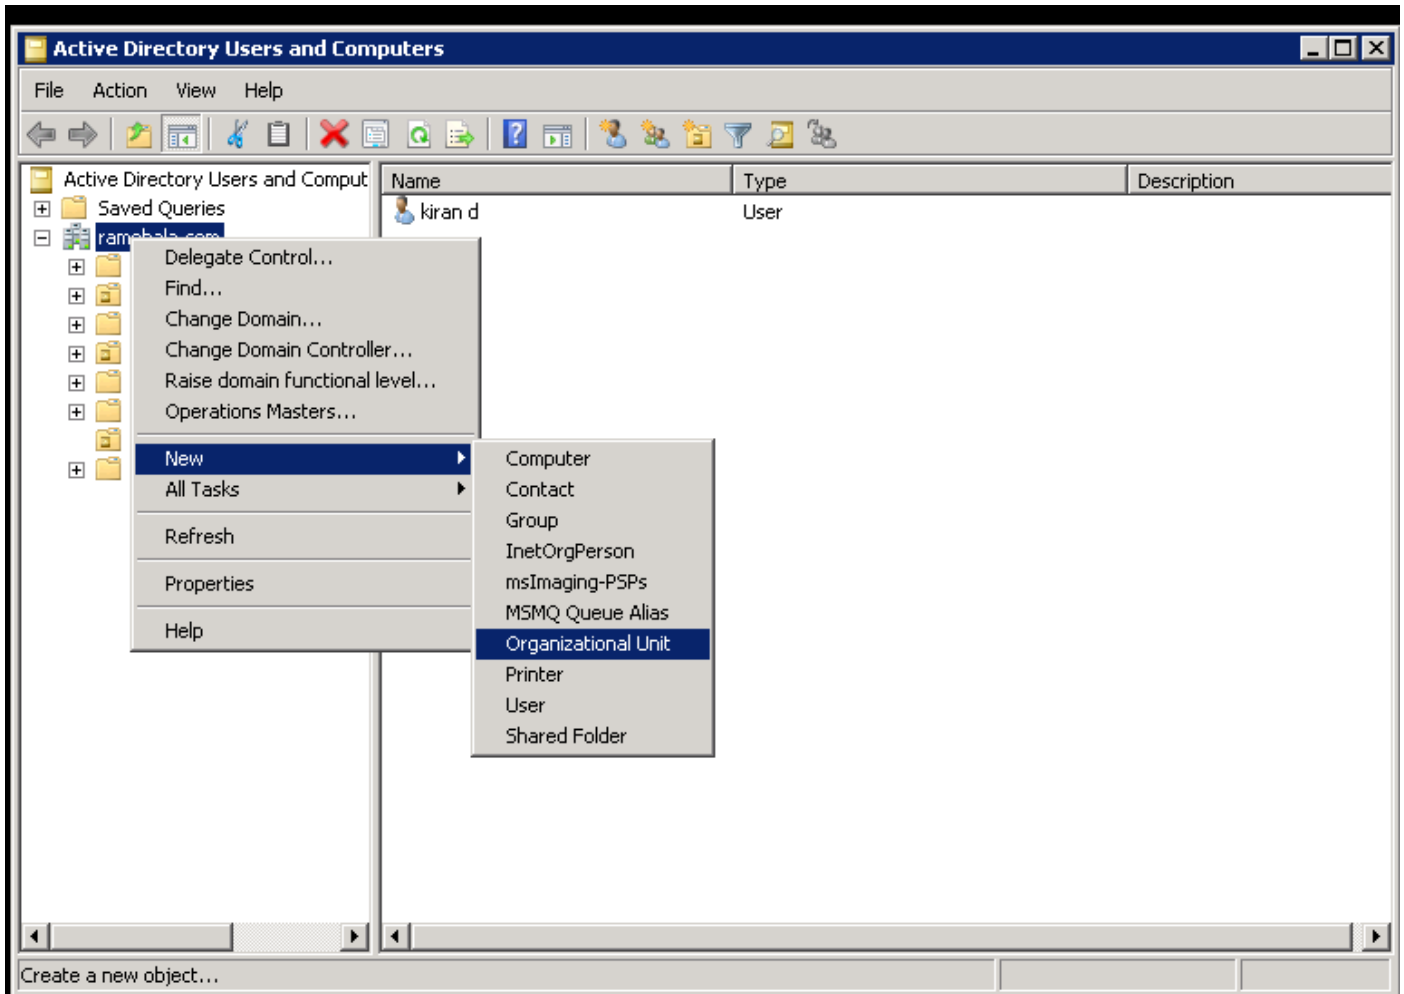 Active Directory Users and Computers
File Action View Help
Active Directory Users and Comput
Name Type Description
Saved Queries
kiran d User
Delegate Control...
Find...
Change Domain...
Change Domain Controller...
Raise domain functional level...
Operations Masters...
New
All Tasks
Refresh
Properties
Help
Computer
Contact
Group
InetOrgPerson
msImaging-PSPs
MSMQ Queue Alias
Organizational Unit
Printer
User
Shared Folder
Create a new object...